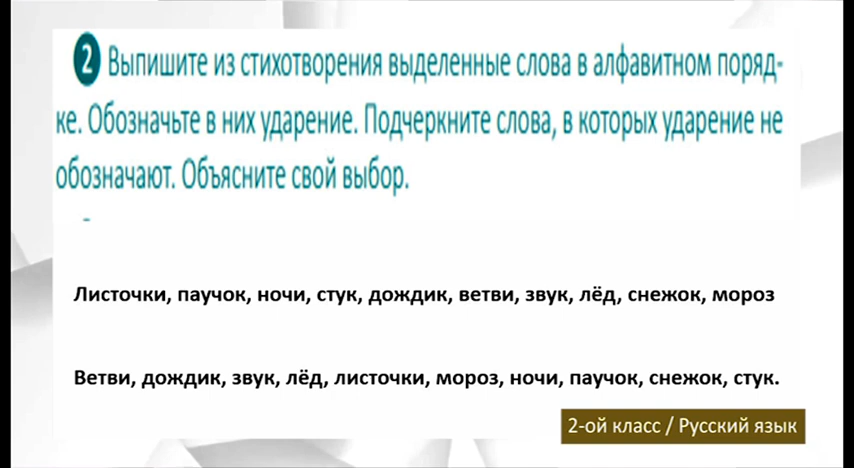 2 Выпишите из стихотворения выделенные слова в алфавитном поряд-
ке. Обозначьте в них ударение. Подчеркните слова, в которых ударение не
обозначают. Объясните свой выбор.
Листочки, паучок, ночи, стук, дождик, ветви, звук, лёд, снежок, мороз
Ветви, дождик, звук, лёд, листочки, мороз, ночи, паучок, снежок, стук.
2-ой класс / Русский язык